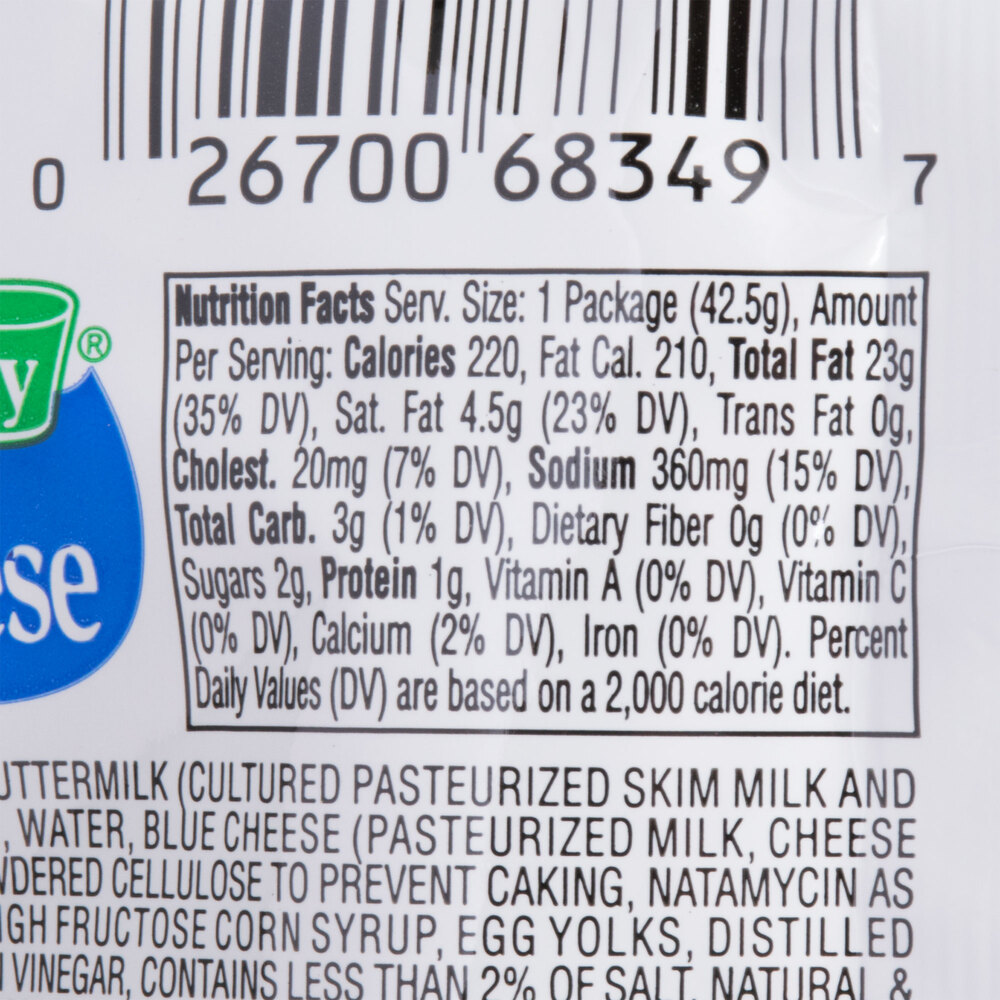 0 26700 68349 7
y®
ese
Nutrition Facts Serv. Size: 1 Package (42.5g), Amount
Per Serving: Calories 220, Fat Cal. 210, Total Fat 23g
(35% DV), Sat. Fat 4.5g (23% DV), Trans Fat 0g,
Cholest. 20mg (7% DV), Sodium 360mg (15% DV),
Total Carb. 3g (1% DV), Dietary Fiber 0g (0% DV),
Sugars 2g, Protein 1g, Vitamin A (0% DV), Vitamin C
(0% DV), Calcium (2% DV), Iron (0% DV). Percent
Daily Values (DV) are based on a 2,000 calorie diet.
UTTERMILK (CULTURED PASTEURIZED SKIM MILK AND
, WATER, BLUE CHEESE (PASTEURIZED MILK, CHEESE
WDERED CELLULOSE TO PREVENT CAKING, NATAMYCIN AS
IGH FRUCTOSE CORN SYRUP, EGG YOLKS, DISTILLED
VINEGAR, CONTAINS LESS THAN 2% OF SALT, NATURAL &